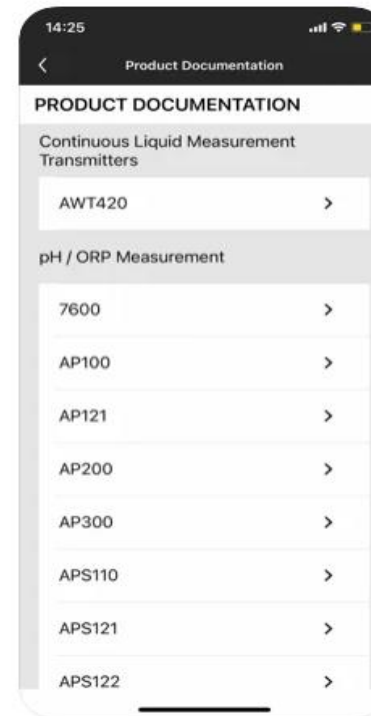 14:25
Product Documentation
PRODUCT DOCUMENTATION
Continuous Liquid Measurement
Transmitters
AWT420
pH / ORP Measurement
7600
AP100
AP121
AP200
AP300
APS110
APS121
APS122